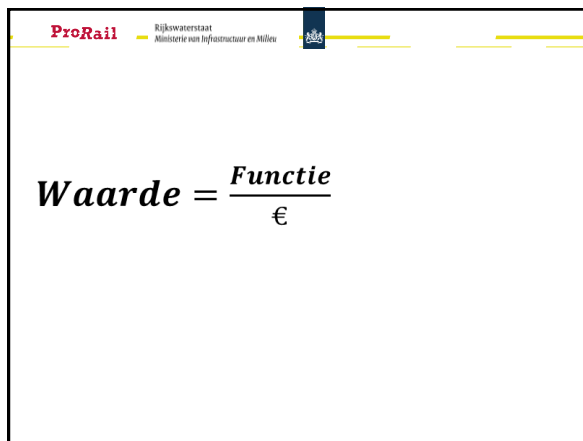 ProRail
Rijkswaterstaat
Ministerie van Infrastructuur en Milieu
Waarde = Functie / €